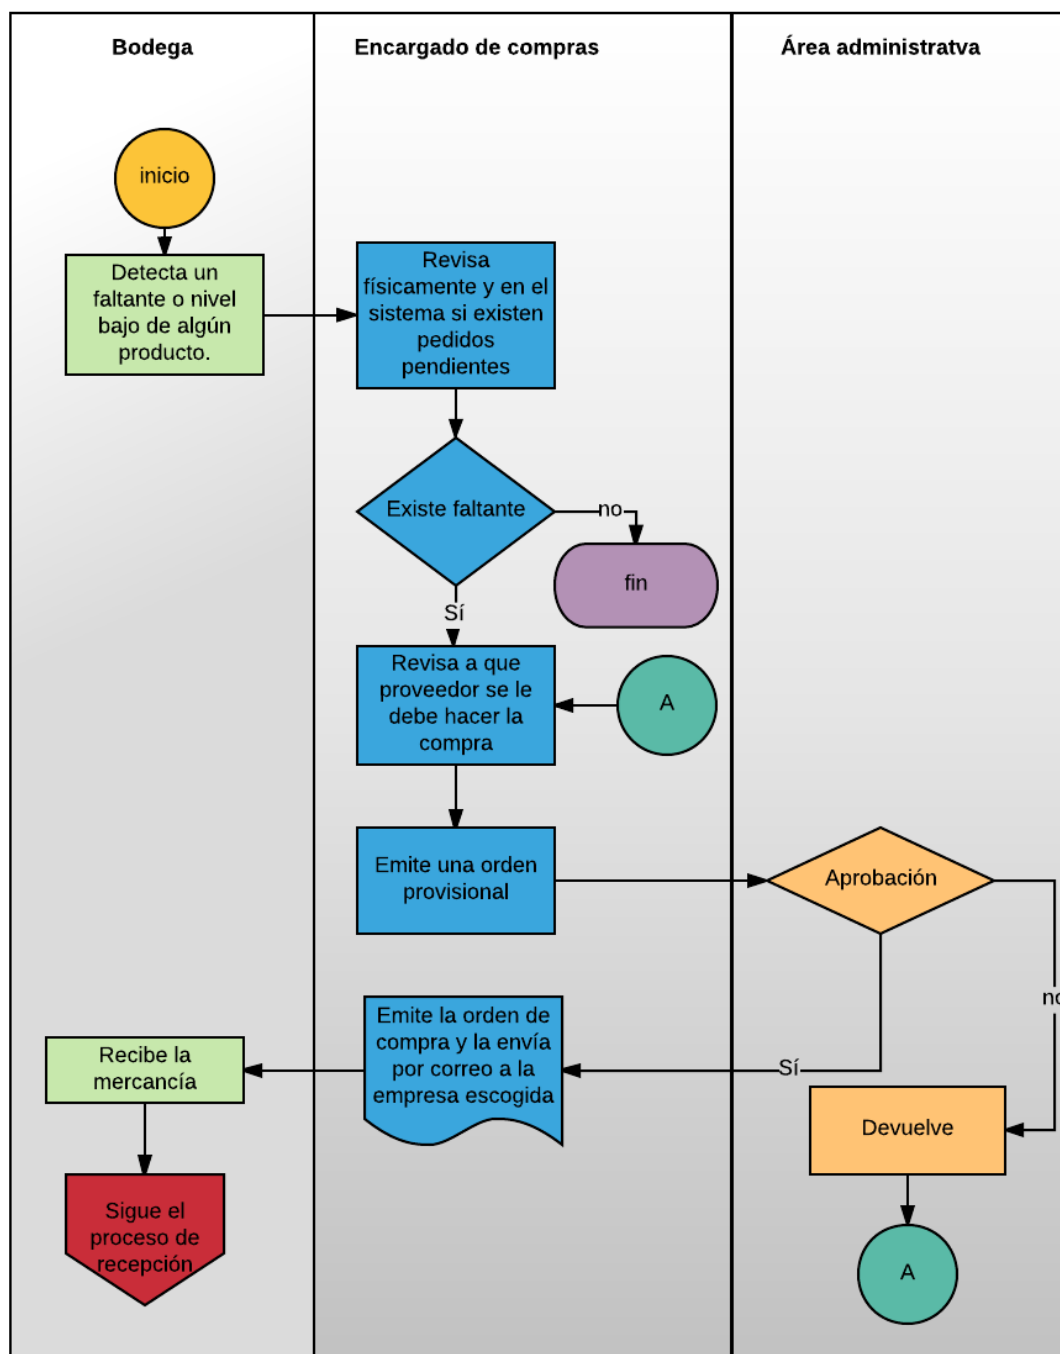 Bodega
Encargado de compras
Área administratva
inicio
Detecta un
faltante o nivel
bajo de algún
producto.
Revisa
físicamente y en el
sistema si existen
pedidos
pendientes
Existe faltante
no
fin
Sí
Revisa a que
proveedor se le
debe hacer la
compra
A
Emite una orden
provisional
Aprobación
no
Sí
Emite la orden de
compra y la envía
por correo a la
empresa escogida
Recibe la
mercancía
Devuelve
Sigue el
proceso de
recepción
A